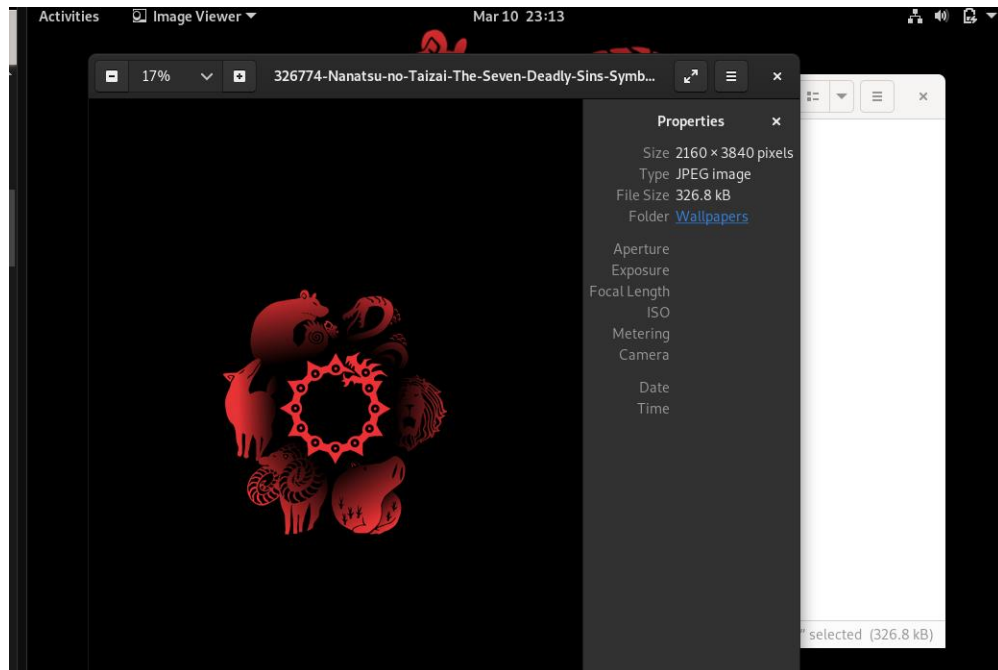 Activities Image Viewer Mar 10 23:13
17% 326774-Nanatsu-no-Taizai-The-Seven-Deadly-Sins-Symb...
Properties
Size 2160 × 3840 pixels
Type JPEG image
File Size 326.8 kB
Folder Wallpapers
Aperture
Exposure
Focal Length
ISO
Metering
Camera
Date
Time
" selected (326.8 kB)